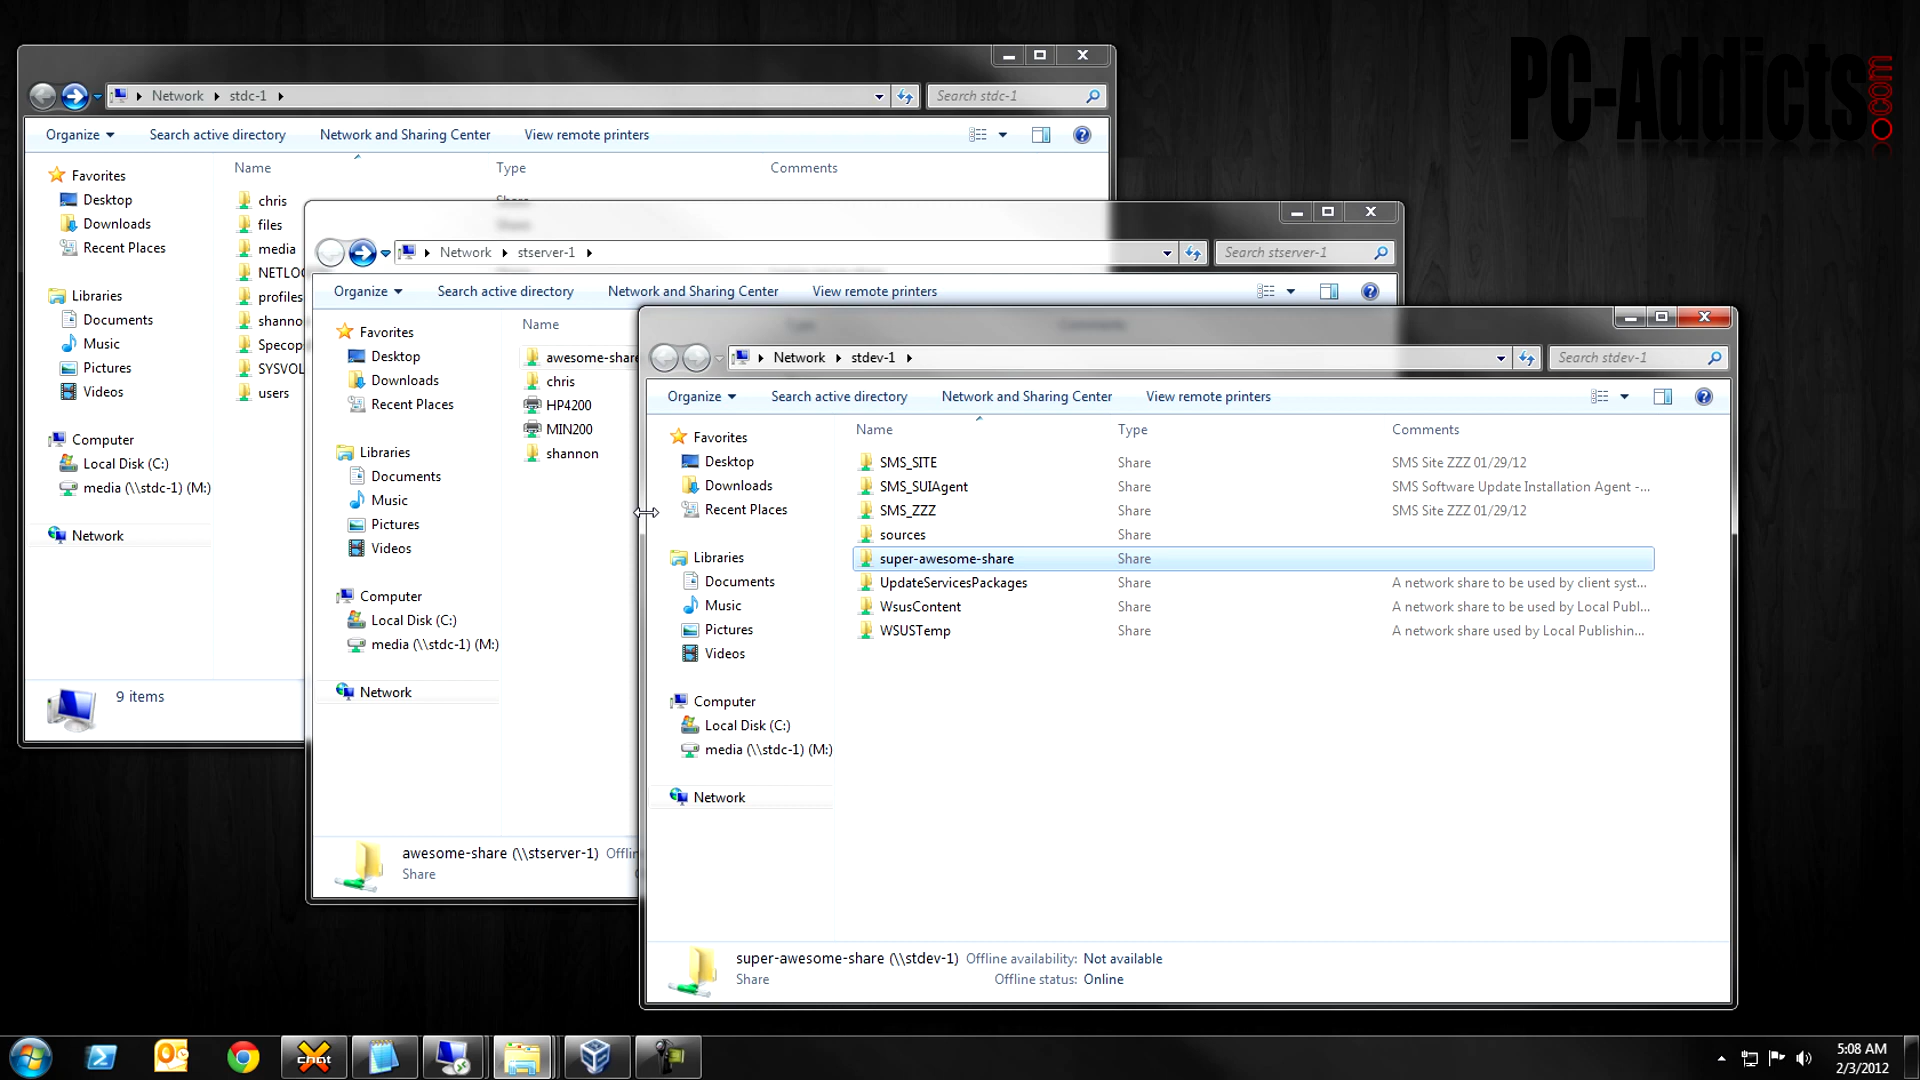 PC-Addicts
.com
Network stdc-1
Search stdc-1
Organize Search active directory Network and Sharing Center View remote printers
Name Type Comments
Favorites
Desktop
Downloads
Recent Places
Libraries
Documents
Music
Pictures
Videos
Computer
Local Disk (C:)
media (\\stdc-1) (M:)
Network
chris
files
media
NETLOG
profiles
shanno
Specop
SYSVOL
users
9 items
Network stserver-1
Search stserver-1
Organize Search active directory Network and Sharing Center View remote printers
Name
Favorites
Desktop
Downloads
Recent Places
Libraries
Documents
Music
Pictures
Videos
Computer
Local Disk (C:)
media (\\stdc-1) (M:)
Network
awesome-share
chris
HP4200
MIN200
shannon
awesome-share (\\stserver-1) Offlin
Share
Network stdev-1
Search stdev-1
Organize Search active directory Network and Sharing Center View remote printers
Name Type Comments
Favorites
Desktop
Downloads
Recent Places
Libraries
Documents
Music
Pictures
Videos
Computer
Local Disk (C:)
media (\\stdc-1) (M:)
Network
SMS_SITE Share SMS Site ZZZ 01/29/12
SMS_SUIAgent Share SMS Software Update Installation Agent -...
SMS_ZZZ Share SMS Site ZZZ 01/29/12
sources Share
super-awesome-share Share
UpdateServicesPackages Share A network share to be used by client syst...
WsusContent Share A network share to be used by Local Publ...
WSUSTemp Share A network share used by Local Publishin...
super-awesome-share (\\stdev-1) Offline availability: Not available
Share Offline status: Online
chat
5:08 AM
2/3/2012